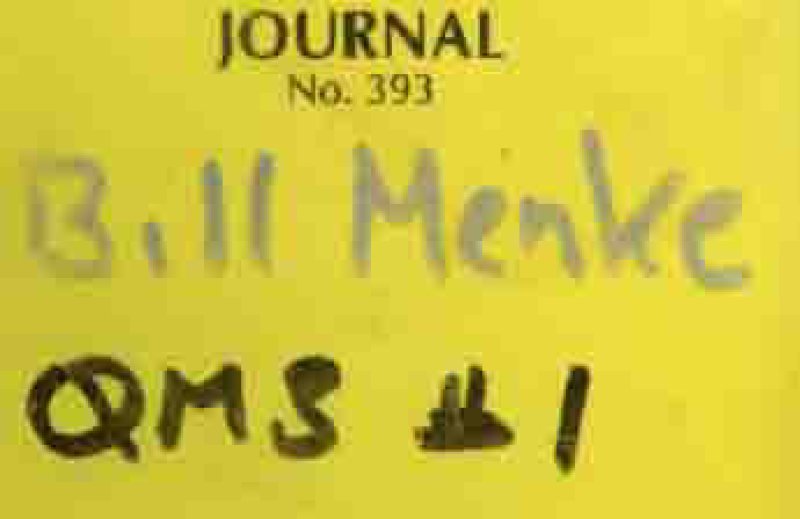 JOURNAL
No. 393
Bill Menke
QMS #1